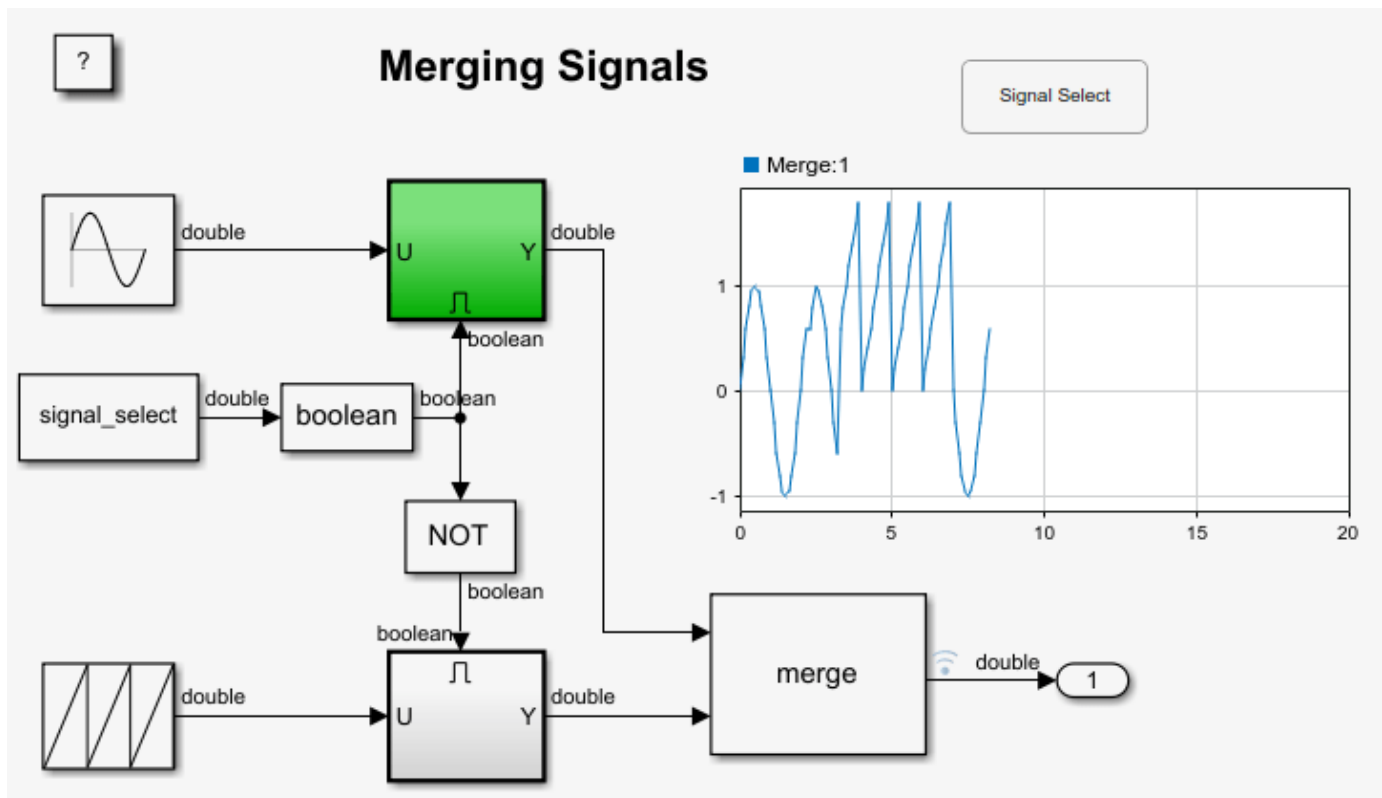 ?
Merging Signals
Signal Select
Merge:1
double
U
Y
double
boolean
signal_select
double
boolean
boolean
NOT
boolean
boolean
double
U
Y
double
1
0
-1
0
5
10
15
20
merge
double
1